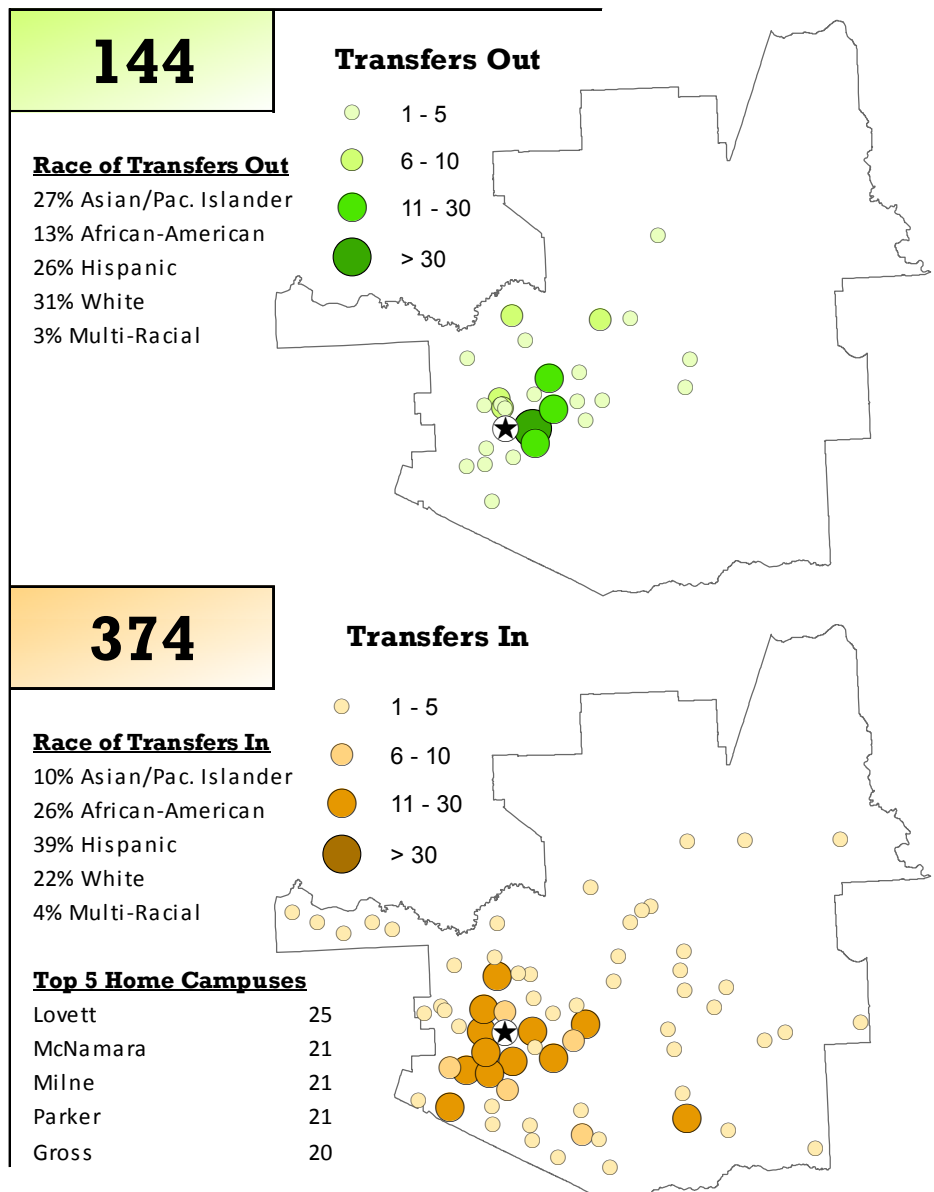 144
Transfers Out
1 - 5
6 - 10
11 - 30
> 30
Race of Transfers Out
27% Asian/Pac. Islander
13% African-American
26% Hispanic
31% White
3% Multi-Racial
374
Transfers In
1 - 5
6 - 10
11 - 30
> 30
Race of Transfers In
10% Asian/Pac. Islander
26% African-American
39% Hispanic
22% White
4% Multi-Racial
Top 5 Home Campuses
Lovett 25
McNamara 21
Milne 21
Parker 21
Gross 20